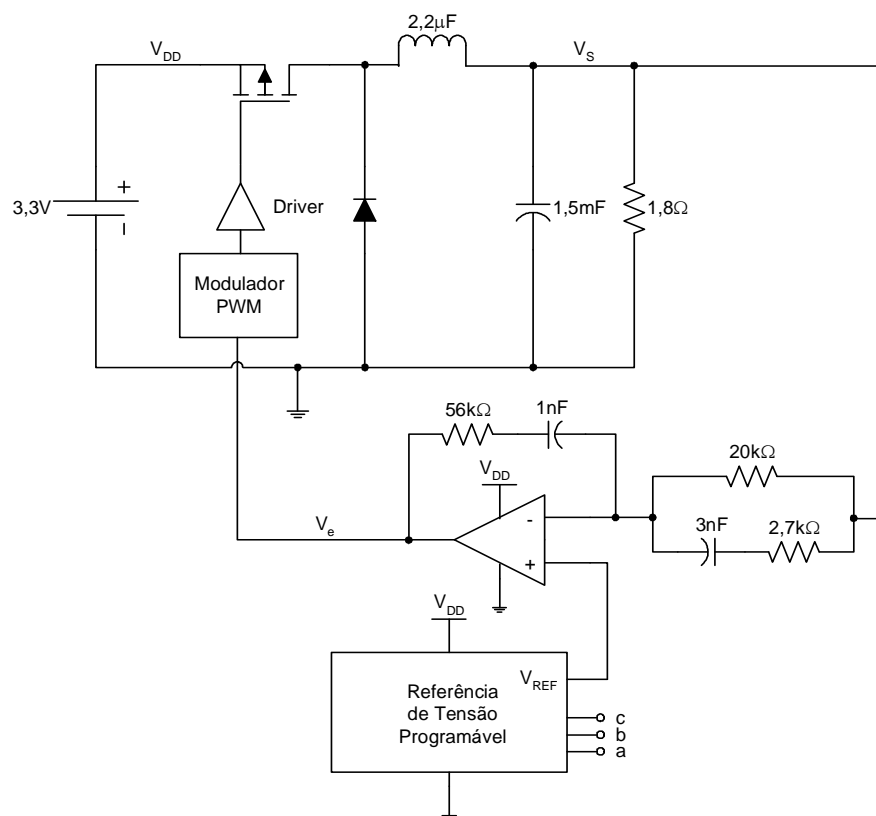 2,2μF
V_DD
V_S
3,3V
+
-
Driver
1,5mF
1,8Ω
Modulador
PWM
56kΩ
1nF
V_DD
20kΩ
3nF
2,7kΩ
V_e
-
+
V_DD
V_REF
Referência
de Tensão
Programável
c
b
a